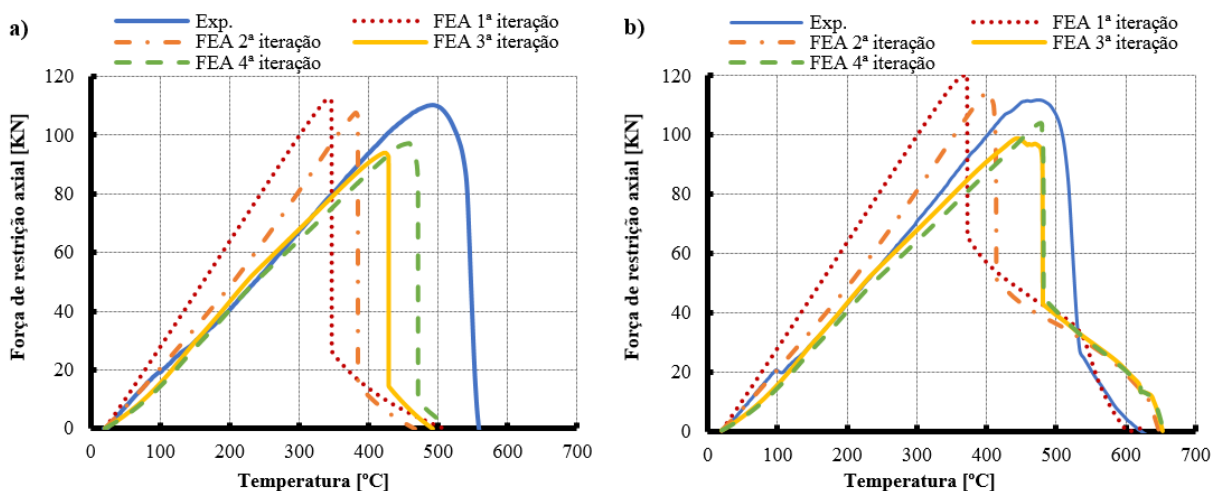 a)
Exp.
FEA 1ª iteração
FEA 2ª iteração
FEA 3ª iteração
FEA 4ª iteração
Força de restrição axial [KN]
120
100
80
60
40
20
0
0 100 200 300 400 500 600 700
Temperatura [ºC]
b)
Exp.
FEA 1ª iteração
FEA 2ª iteração
FEA 3ª iteração
FEA 4ª iteração
Força de restrição axial [KN]
120
100
80
60
40
20
0
0 100 200 300 400 500 600 700
Temperatura [ºC]